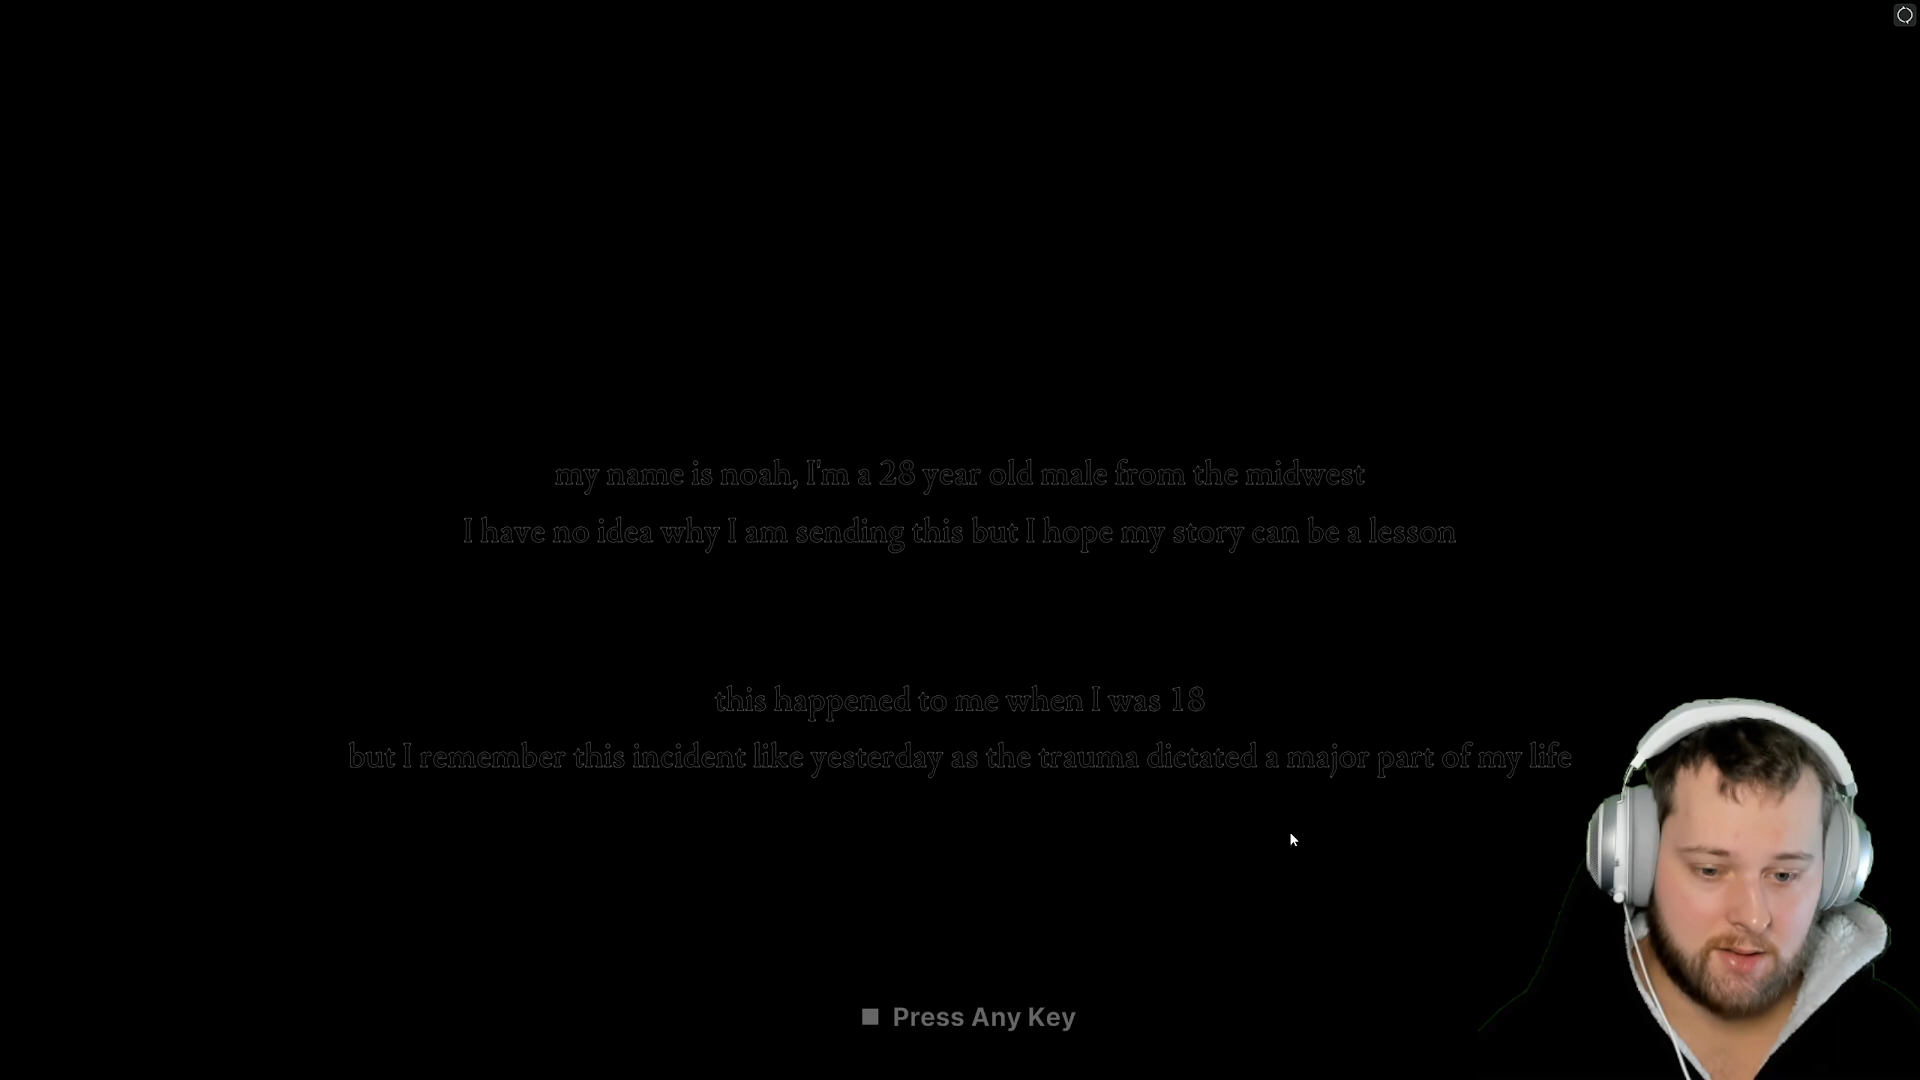 my name is noah, I'm a 28 year old male from the midwest
I have no idea why I am sending this but I hope my story can be a lesson
this happened to me when I was 18
but I remember this incident like yesterday as the trauma dictated a major part of my life
Press Any Key